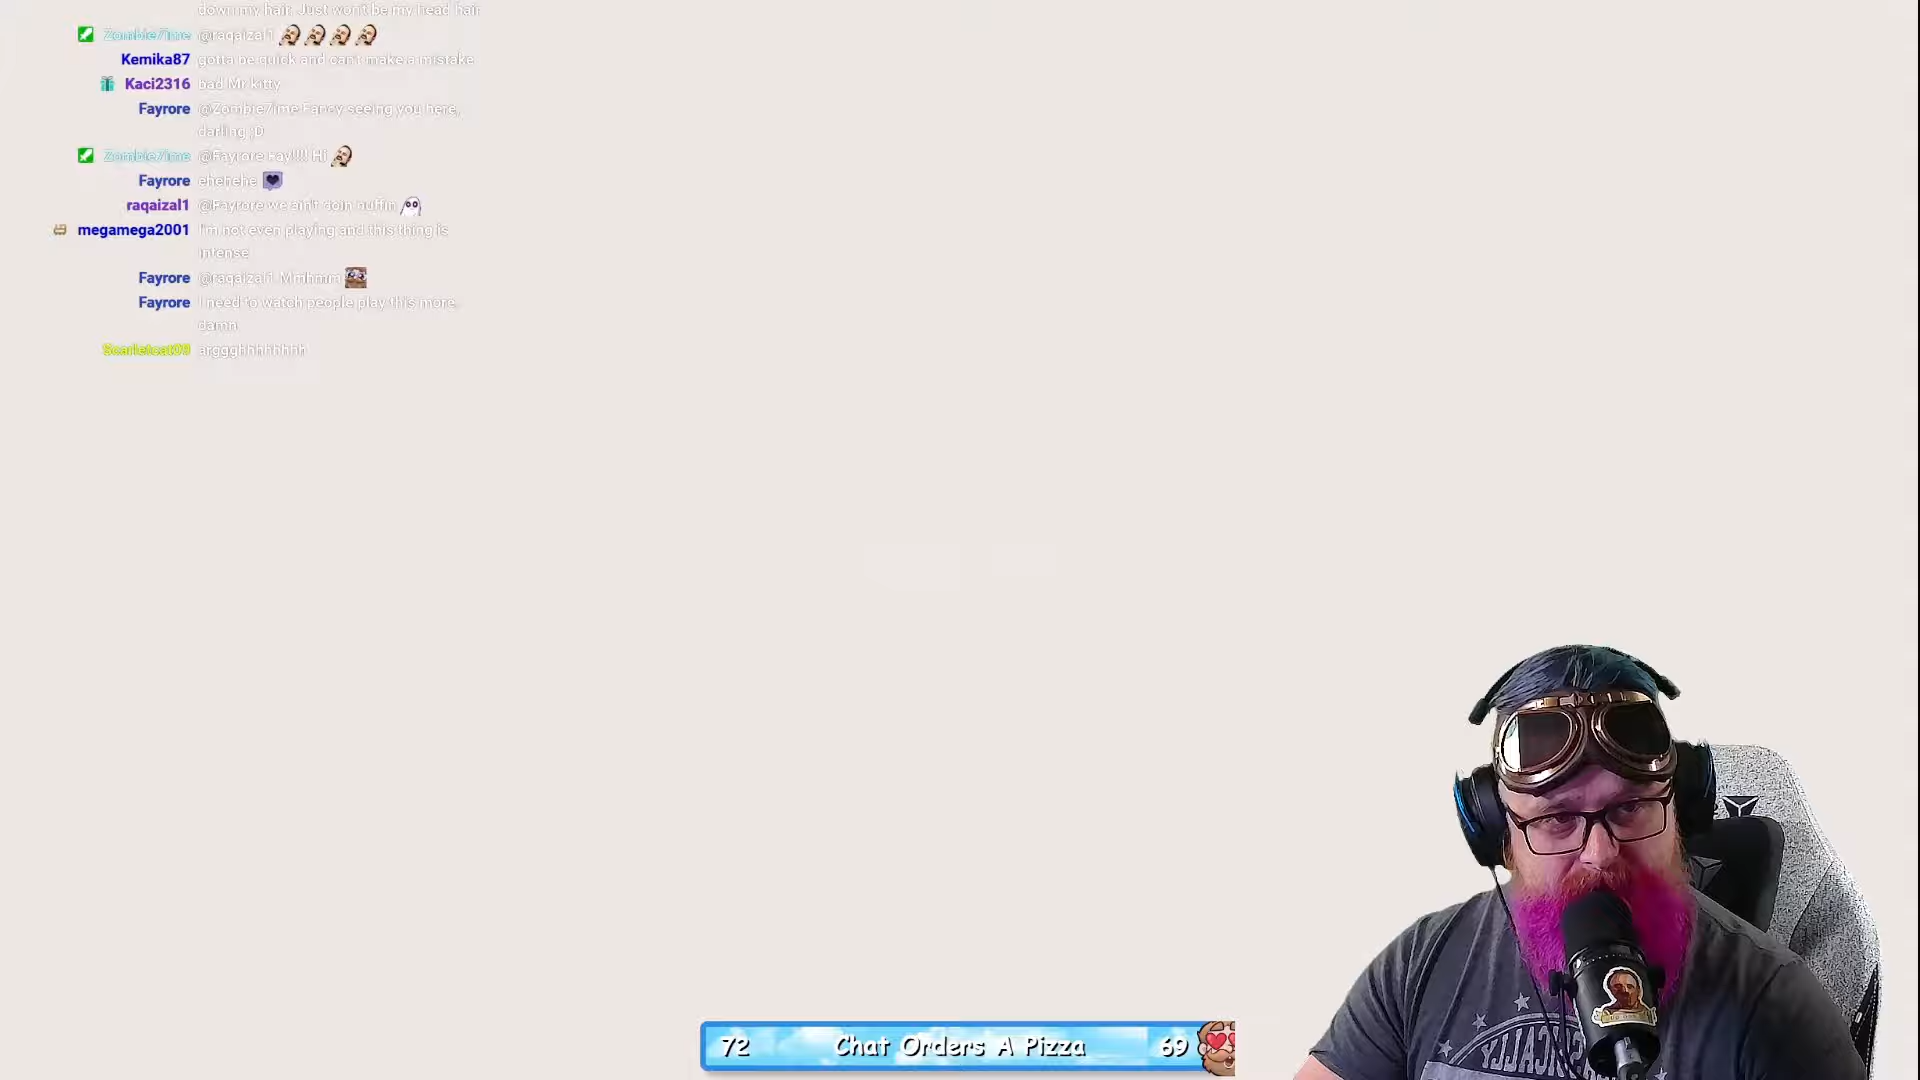 down my hair. Just won't be my head hair
Zombie7ime @raqaizal1
Kemika87 gotta be quick and can't make a mistake
Kaci2316 bad Mr kitty
Fayrore @Zombie7ime Fancy seeing you here,
darling ;D
Zombie7ime @Fayrore Fay!!!! Hi
Fayrore ehehehe
raqaizal1 @Fayrore we ain't doin nuffin
megamega2001 I'm not even playing and this thing is
intense
Fayrore @raqaizal1 Mmhmm
Fayrore I need to watch people play this more,
damn
Scarletcat09 arggghhhhhhhh
72 Chat Orders A Pizza 69